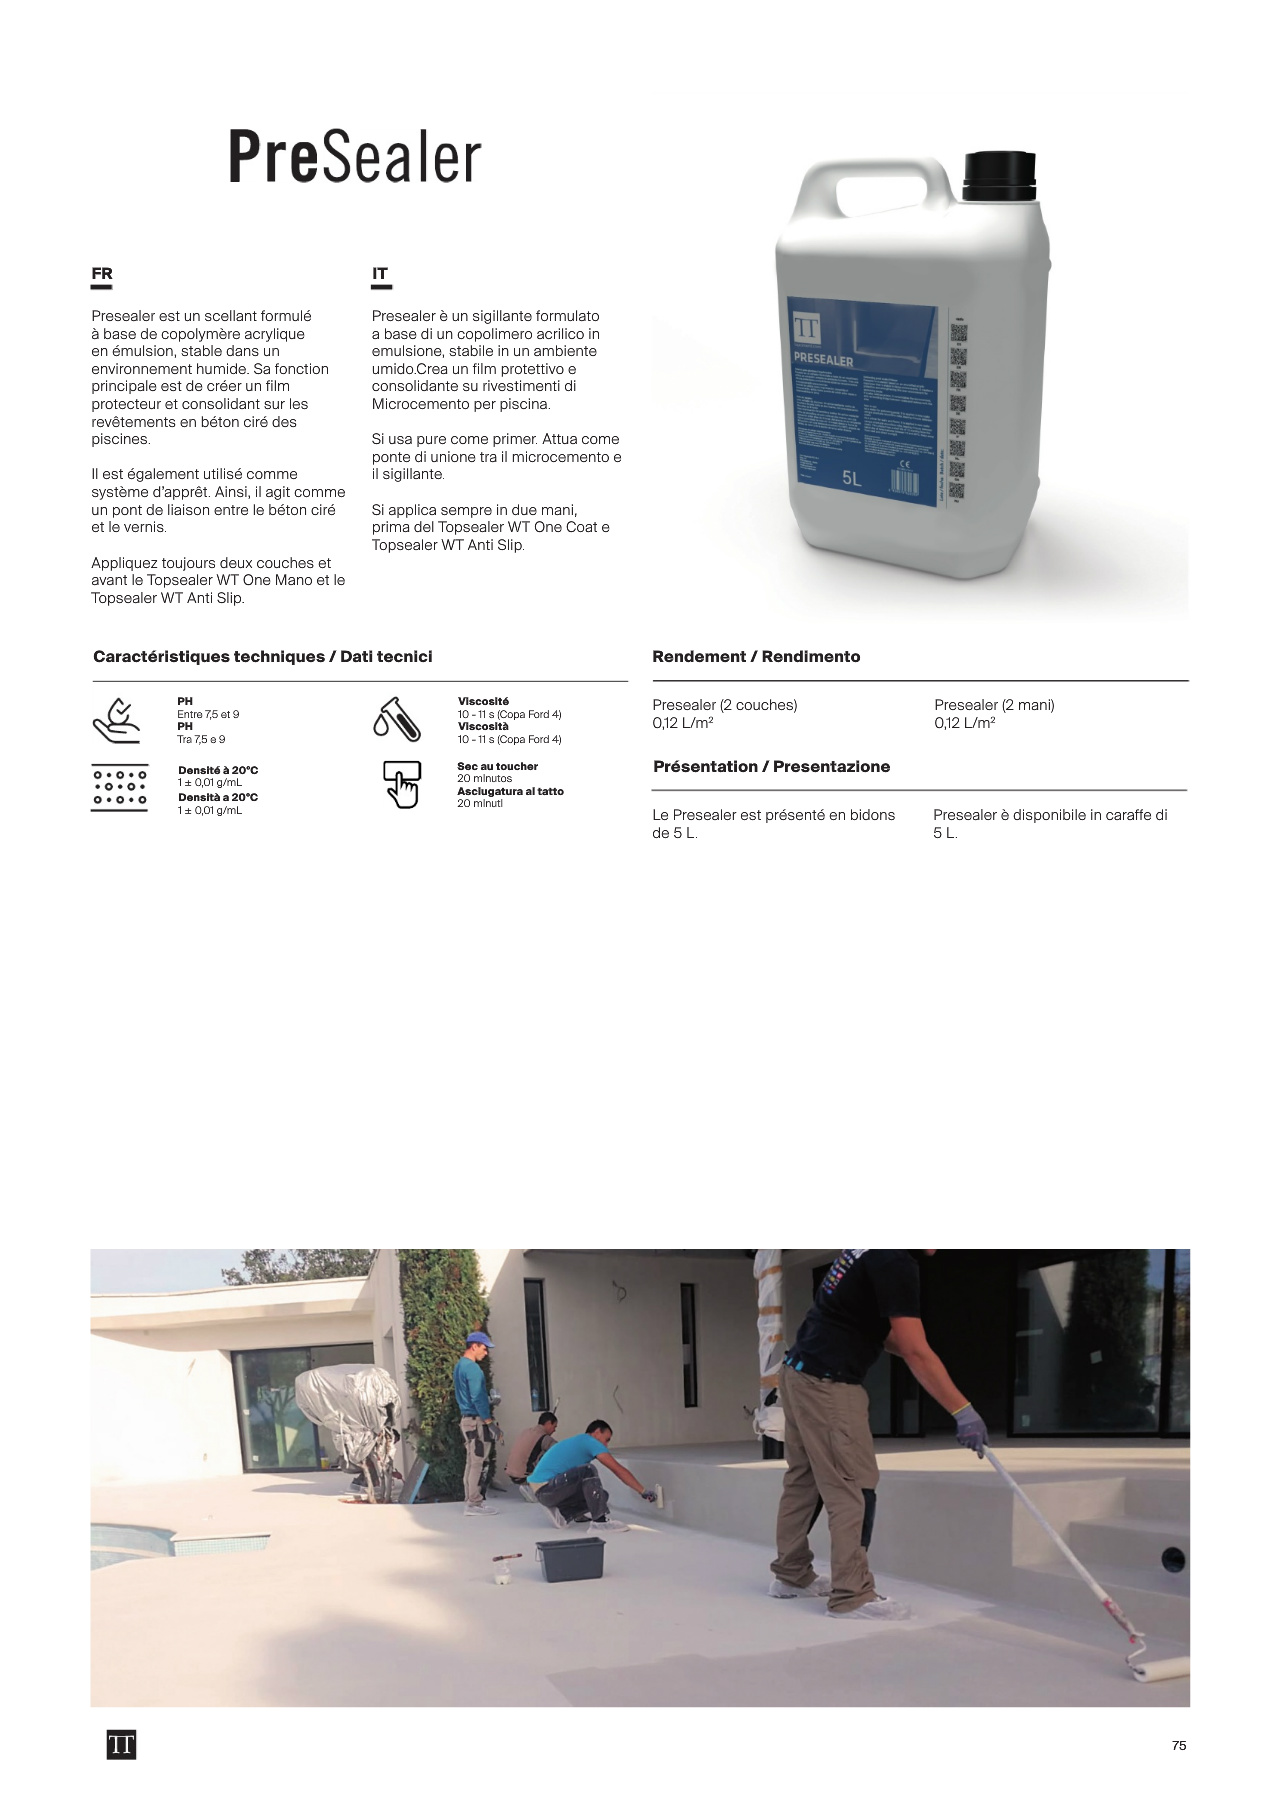 PreSealer
FR
Presealer est un scellant formulé
à base de copolymère acrylique
en émulsion, stable dans un
environnement humide. Sa fonction
principale est de créer un film
protecteur et consolidant sur les
revêtements en béton ciré des
piscines.
Il est également utilisé comme
système d'apprêt. Ainsi, il agit comme
un pont de liaison entre le béton ciré
et le vernis.
Appliquez toujours deux couches et
avant le Topsealer WT One Mano et le
Topsealer WT Anti Slip.
IT
Presealer è un sigillante formulato
a base di un copolimero acrilico in
emulsione, stabile in un ambiente
umido.Crea un film protettivo e
consolidante su rivestimenti di
Microcemento per piscina.
Si usa pure come primer. Attua come
ponte di unione tra il microcemento e
il sigillante.
Si applica sempre in due mani,
prima del Topsealer WT One Coat e
Topsealer WT Anti Slip.
TT
PRESEALER
5L
CE
Caractéristiques techniques / Dati tecnici
PH
Entre 7,5 et 9
PH
Tra 7,5 e 9
Viscosité
10 - 11 s (Copa Ford 4)
Viscosità
10 - 11 s (Copa Ford 4)
Densité à 20°C
1 ± 0,01 g/mL
Densità a 20°C
1 ± 0,01 g/mL
Sec au toucher
20 minutos
Asciugatura al tatto
20 minuti
Rendement / Rendimento
Presealer (2 couches)
0,12 L/m²
Presealer (2 mani)
0,12 L/m²
Présentation / Presentazione
Le Presealer est présenté en bidons
de 5 L.
Presealer è disponibile in caraffe di
5 L.
TT
75